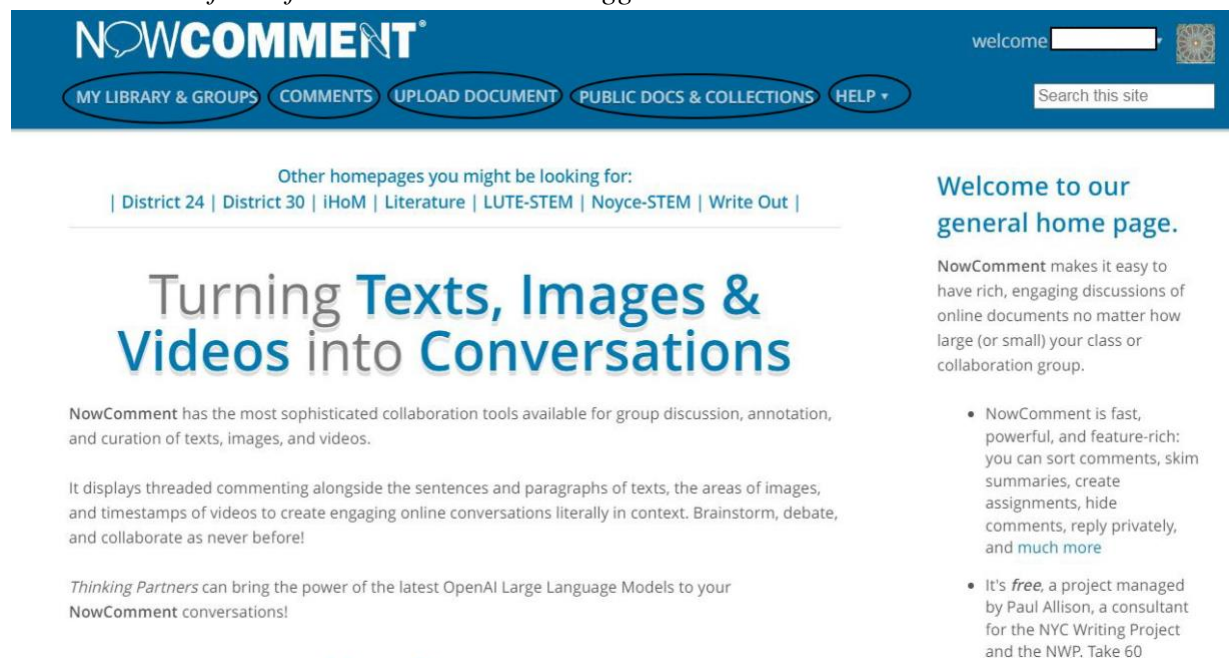 NOWCOMMENT®
welcome
MY LIBRARY & GROUPS COMMENTS UPLOAD DOCUMENT PUBLIC DOCS & COLLECTIONS HELP
Search this site
Other homepages you might be looking for:
| District 24 | District 30 | iHoM | Literature | LUTE-STEM | Noyce-STEM | Write Out |
Turning Texts, Images &
Videos into Conversations
NowComment has the most sophisticated collaboration tools available for group discussion, annotation,
and curation of texts, images, and videos.
It displays threaded commenting alongside the sentences and paragraphs of texts, the areas of images,
and timestamps of videos to create engaging online conversations literally in context. Brainstorm, debate,
and collaborate as never before!
Thinking Partners can bring the power of the latest OpenAI Large Language Models to your
NowComment conversations!
Welcome to our
general home page.
NowComment makes it easy to
have rich, engaging discussions of
online documents no matter how
large (or small) your class or
collaboration group.
• NowComment is fast,
powerful, and feature-rich:
you can sort comments, skim
summaries, create
assignments, hide
comments, reply privately,
and much more
• It's free, a project managed
by Paul Allison, a consultant
for the NYC Writing Project
and the NWP. Take 60